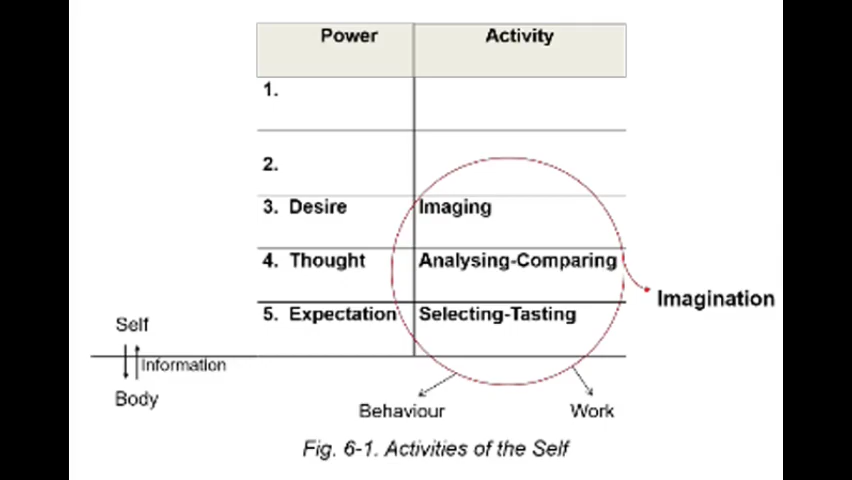 Power Activity
1.
2.
3. Desire Imaging
4. Thought Analysing-Comparing
Imagination
5. Expectation Selecting-Tasting
Self
Information
Body
Behaviour Work
Fig. 6-1. Activities of the Self